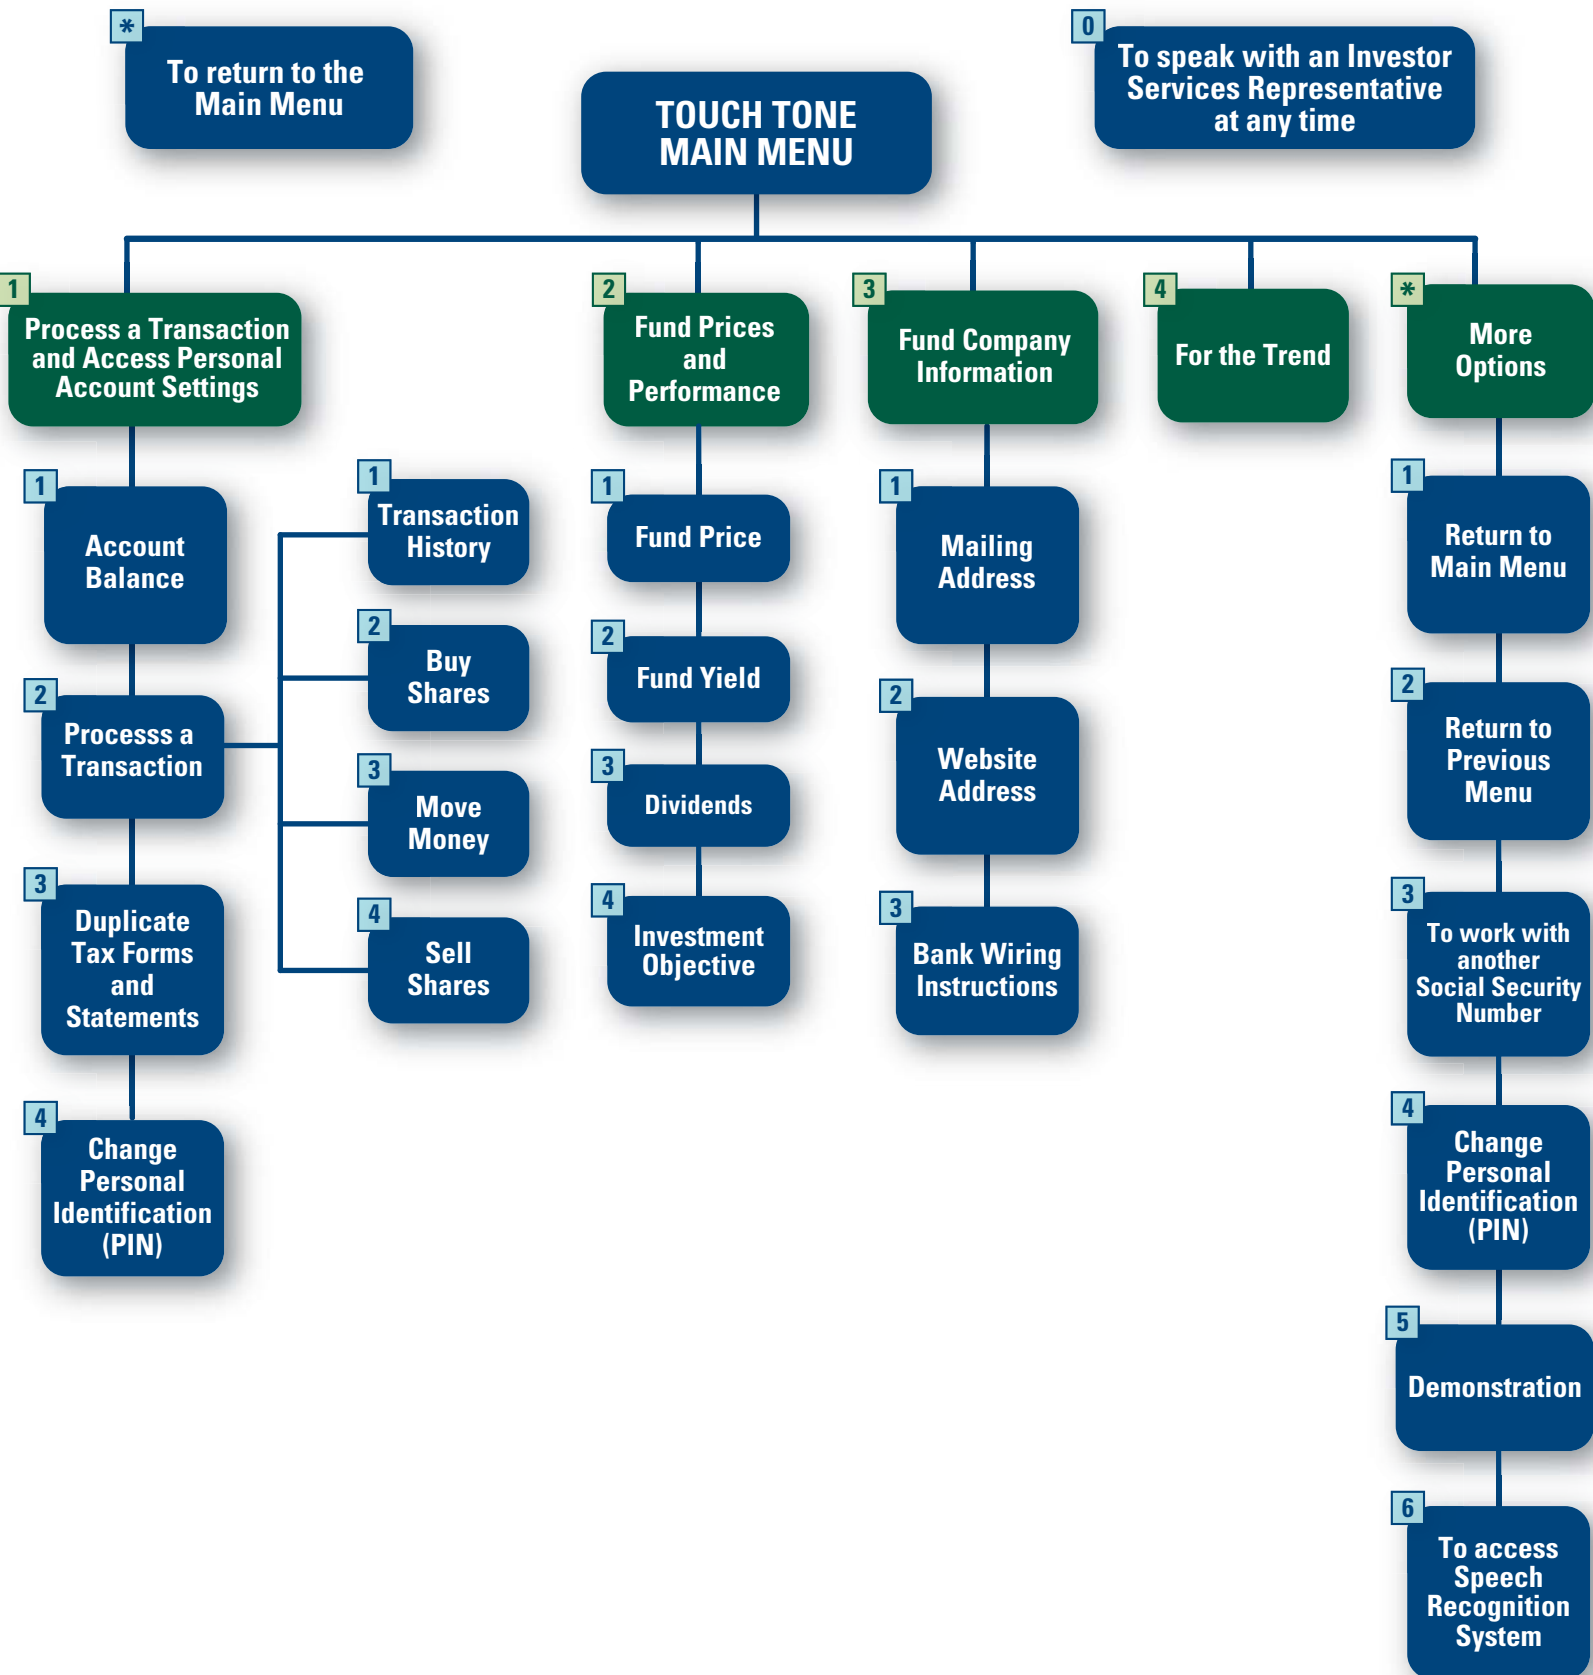 *
To return to the
Main Menu
TOUCH TONE
MAIN MENU
0
To speak with an Investor
Services Representative
at any time
1
Process a Transaction
and Access Personal
Account Settings
1
Account
Balance
2
Processs a
Transaction
1
Transaction
History
2
Buy
Shares
3
Move
Money
4
Sell
Shares
3
Duplicate
Tax Forms
and
Statements
4
Change
Personal
Identification
(PIN)
2
Fund Prices
and
Performance
1
Fund Price
2
Fund Yield
3
Dividends
4
Investment
Objective
3
Fund Company
Information
1
Mailing
Address
2
Website
Address
3
Bank Wiring
Instructions
4
For the Trend
*
More
Options
1
Return to
Main Menu
2
Return to
Previous
Menu
3
To work with
another
Social Security
Number
4
Change
Personal
Identification
(PIN)
5
Demonstration
6
To access
Speech
Recognition
System